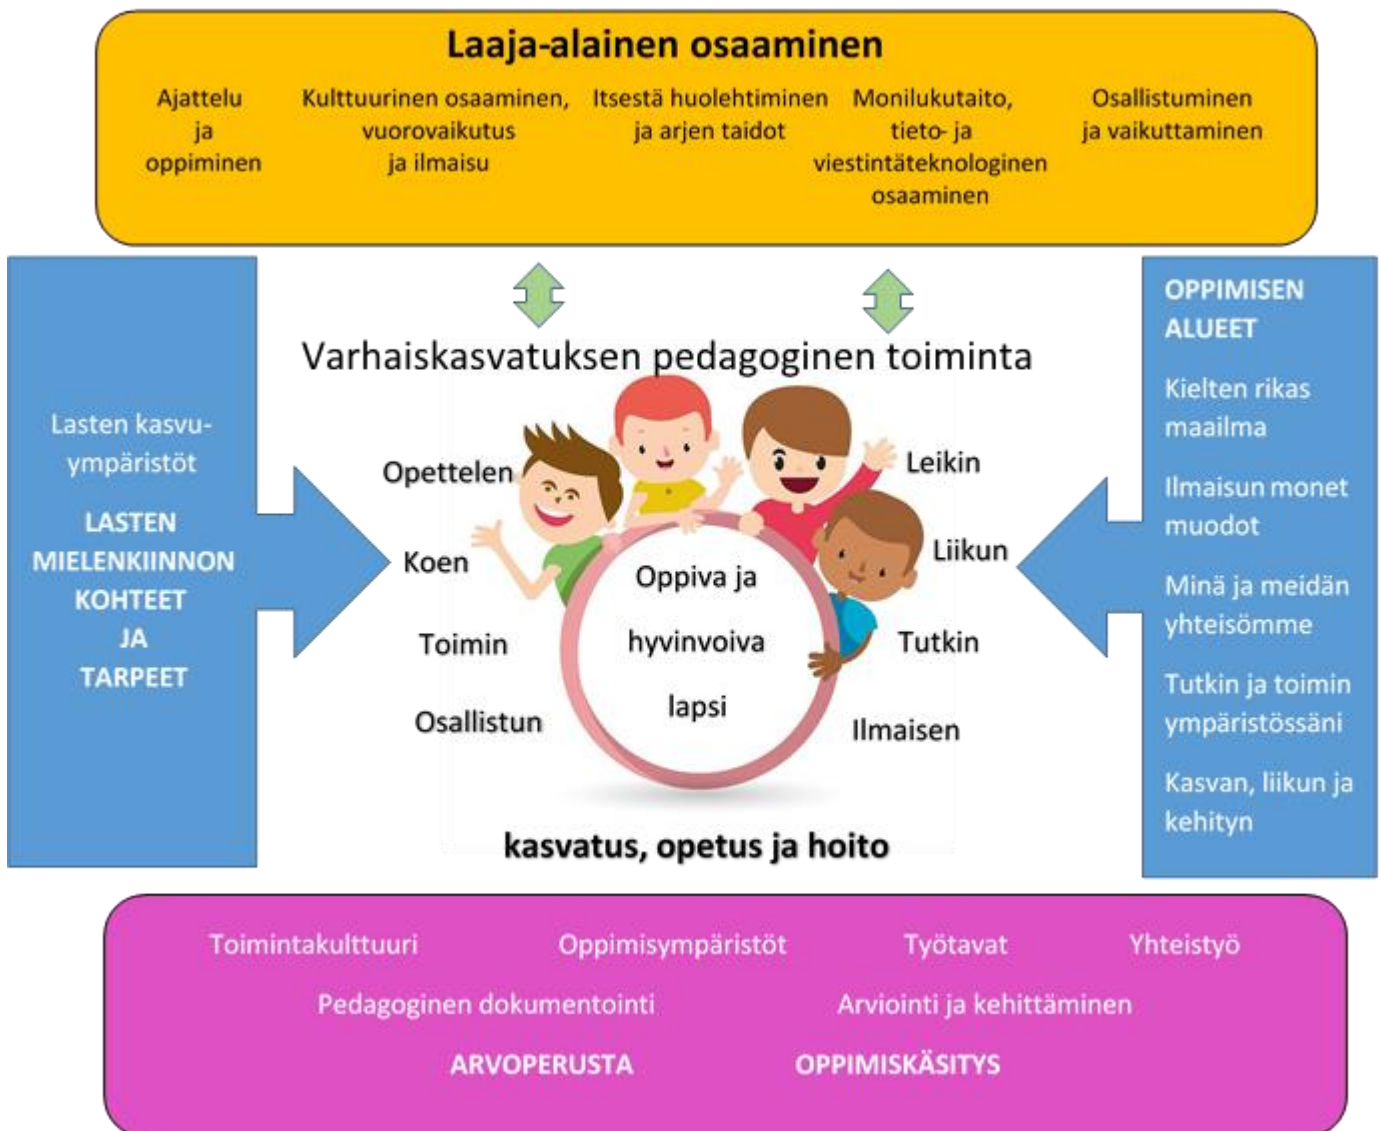 Laaja-alainen osaaminen
Ajattelu
ja
oppiminen
Kulttuurinen osaaminen,
vuorovaikutus
ja ilmaisu
Itsestä huolehtiminen
ja arjen taidot
Monilukutaito,
tieto- ja
viestintäteknologinen
osaaminen
Osallistuminen
ja vaikuttaminen
Lasten kasvu-
ympäristöt
LASTEN
MIELENKIINNON
KOHTEET
JA
TARPEET
Varhaiskasvatuksen pedagoginen toiminta
Opettelen
Koen
Toimin
Osallistun
Oppiva ja
hyvinvoiva
lapsi
Leikin
Liikun
Tutkin
Ilmaisen
kasvatus, opetus ja hoito
OPPIMISEN
ALUEET
Kielten rikas
maailma
Ilmaisun monet
muodot
Minä ja meidän
yhteisömme
Tutkin ja toimin
ympäristössäni
Kasvan, liikun ja
kehityn
Toimintakulttuuri Oppimisympäristöt Työtavat Yhteistyö
Pedagoginen dokumentointi Arviointi ja kehittäminen
ARVOPERUSTA OPPIMISKÄSITYS